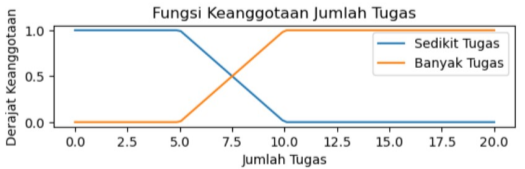 Fungsi Keanggotaan Jumlah Tugas
Derajat Keanggotaan
1.0
0.5
0.0
Sedikit Tugas
Banyak Tugas
0.0 2.5 5.0 7.5 10.0 12.5 15.0 17.5 20.0
Jumlah Tugas